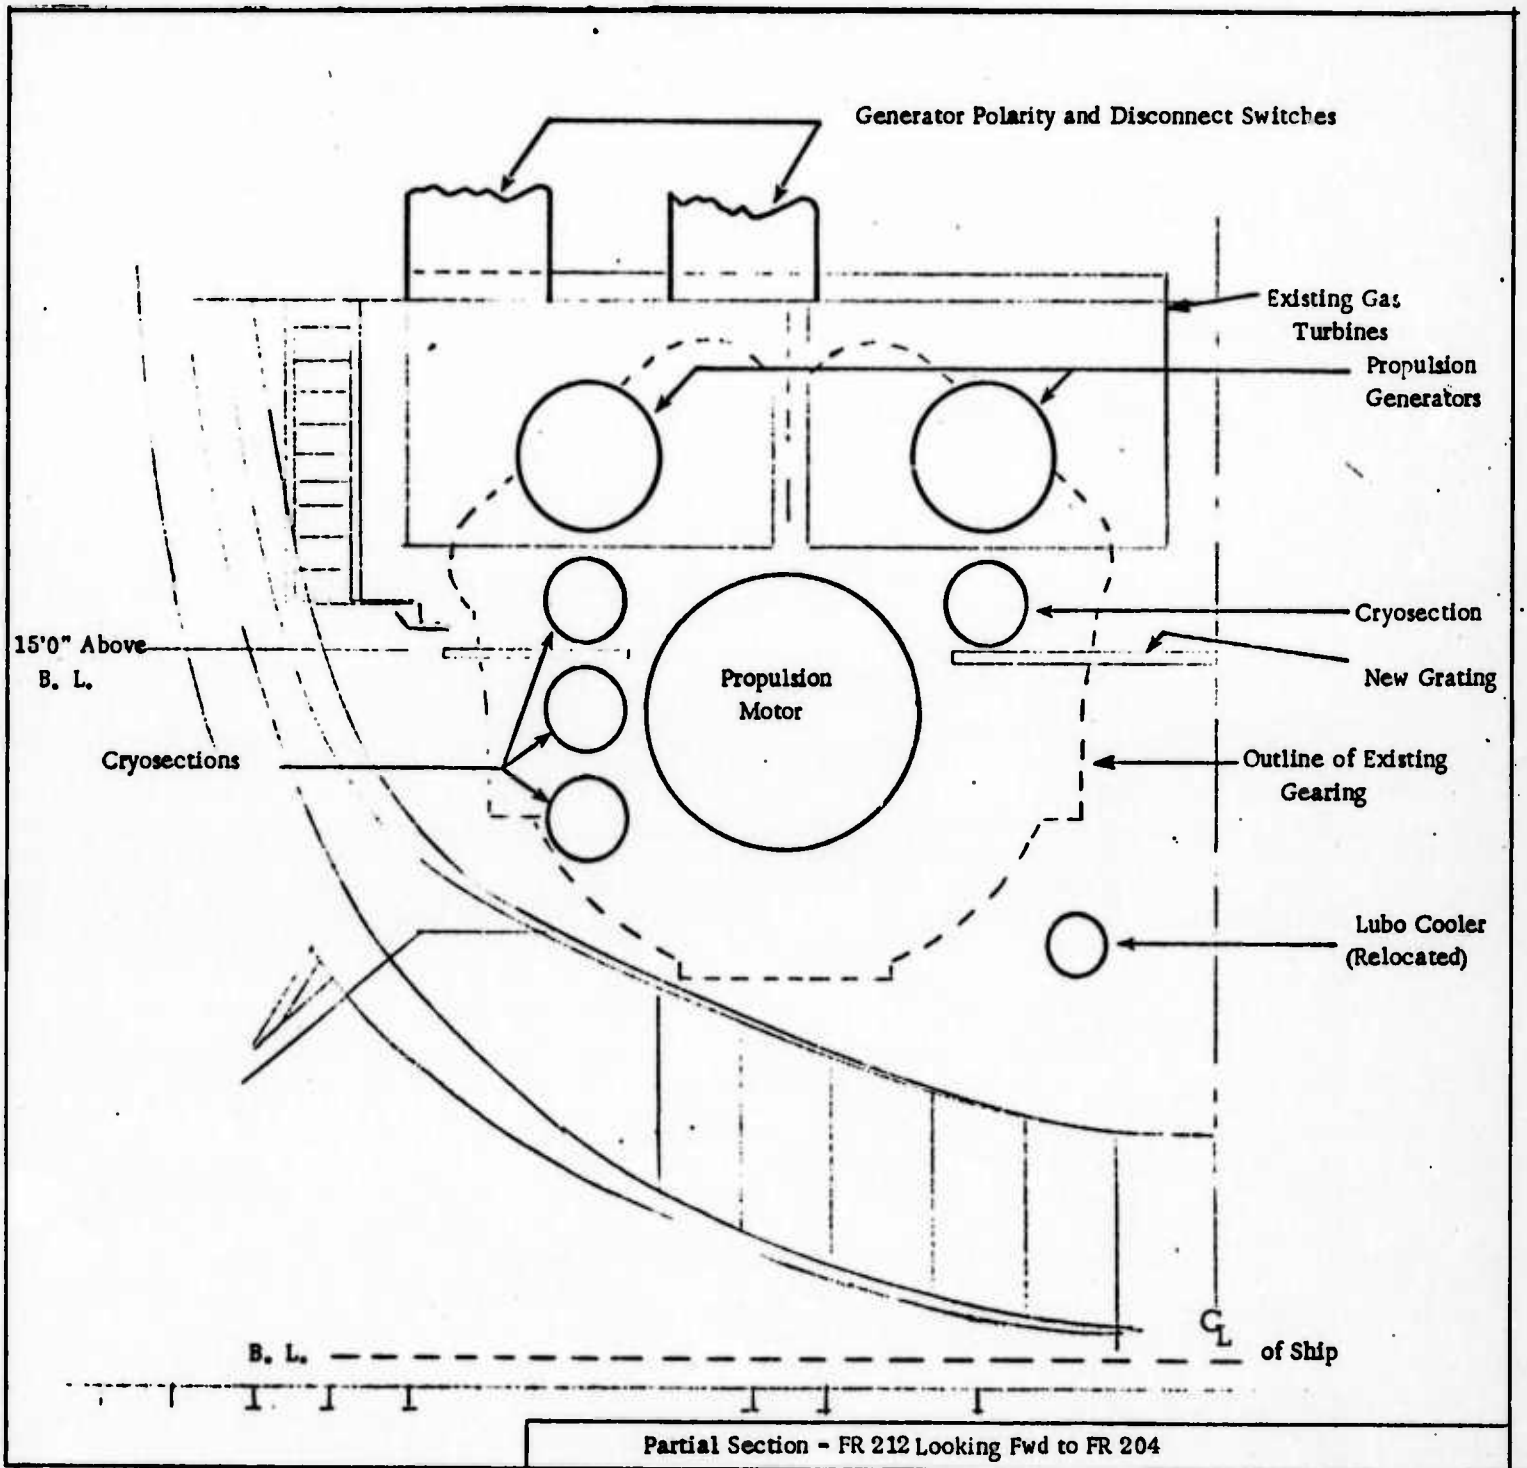 Generator Polarity and Disconnect Switches
Existing Gas
Turbines
Propulsion
Generators
Cryosection
15'0" Above
B. L.
New Grating
Propulsion
Motor
Cryosections
Outline of Existing
Gearing
Lubo Cooler
(Relocated)
CL of Ship
B. L.
Partial Section - FR 212 Looking Fwd to FR 204